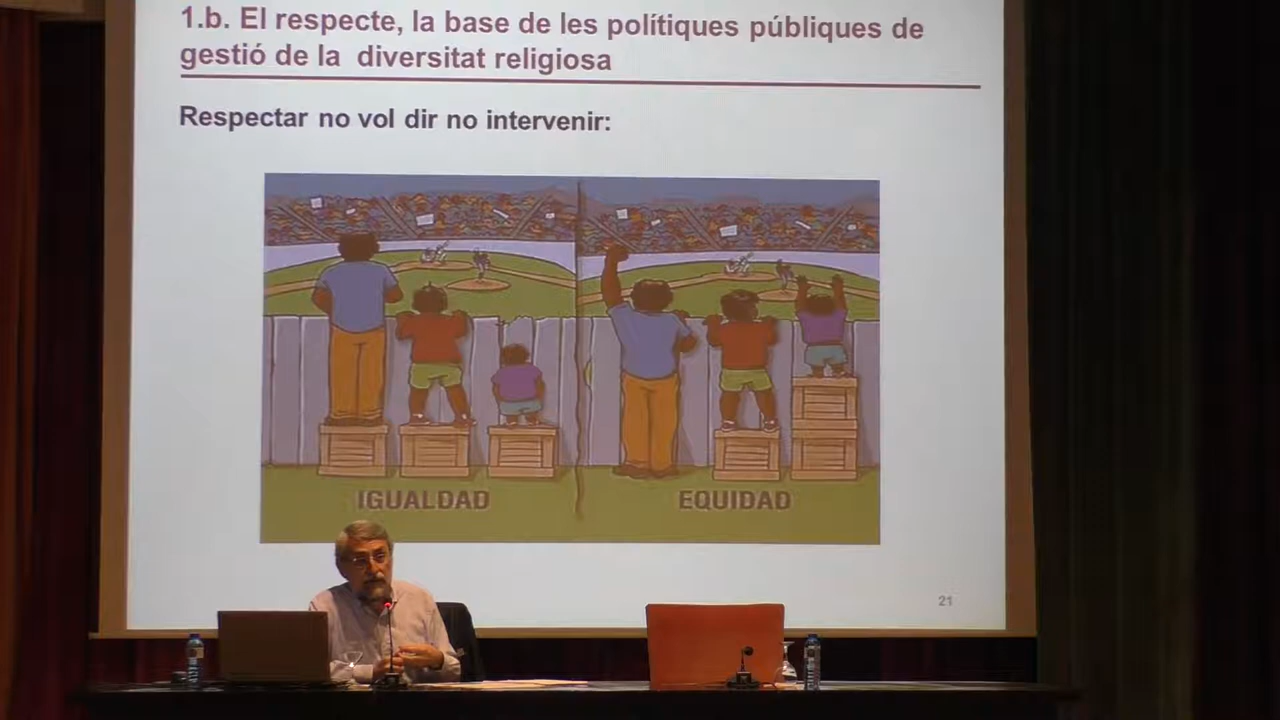 1.b. El respecte, la base de les polítiques públiques de
gestió de la diversitat religiosa
Respectar no vol dir no intervenir:
IGUALDAD
EQUIDAD
21